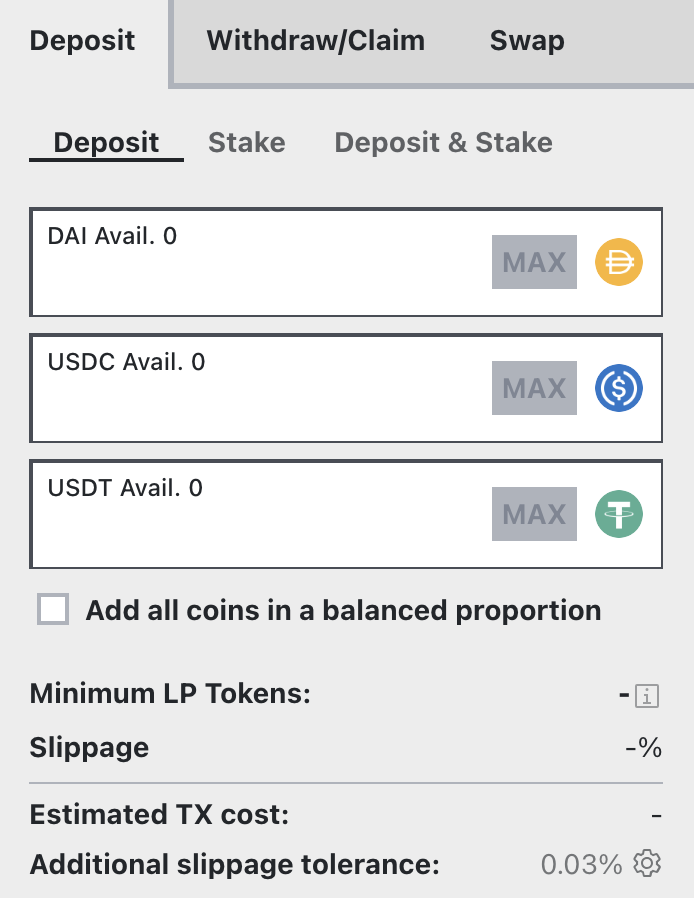 Deposit Withdraw/Claim Swap
Deposit Stake Deposit & Stake
DAI Avail. 0
MAX
USDC Avail. 0
MAX
USDT Avail. 0
MAX
Add all coins in a balanced proportion
Minimum LP Tokens: -
Slippage -%
Estimated TX cost: -
Additional slippage tolerance: 0.03%